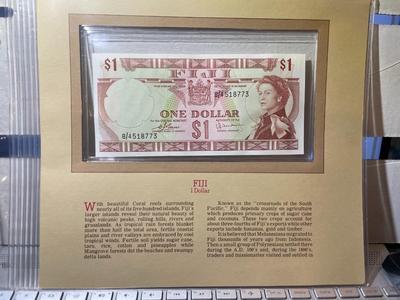 $1 FIJI $1
B/4 518773
ONE DOLLAR
B/4 518773
$1
FIJI
1 Dollar
With beautiful Coral reefs surrounding
nearly all of its five hundred islands, Fiji's
larger islands reveal their natural beauty of
high volcanic peaks, rolling hills, rivers and
grasslands. A tropical rain forest blanket
more than half the total area, fertile coastal
plains and river valleys are embraced by cool
tropical winds. Fertile soil yields sugar cane,
taro, rice, cotton and pineapples while
Mangrove forests dot the beaches and swampy
delta lands.
Known as the "crossroads of the South
Pacific", Fiji depends mainly on agriculture
which produces primary crops of sugar cane
and coconuts. These two crops account for
about three-fourths of Fiji's exports while other
exports include bananas, gold and timber.
It is believed that Melanesians migrated to
Fiji thousands of years ago from Indonesia.
Then a small group of Polynesians settled there
during the A.D. 100's and, during the 1800's,
traders and missionaries visited and settled in